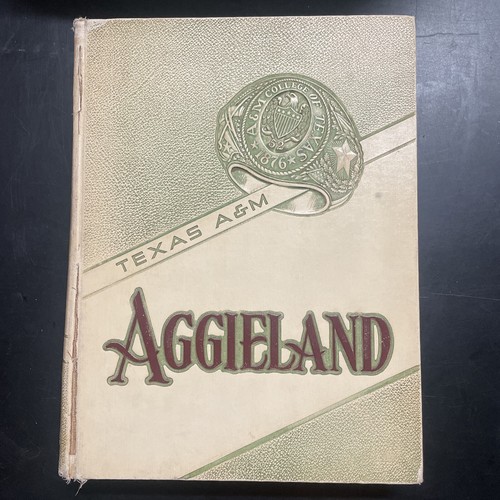 A&M COLLEGE OF TEXAS
1876
TEXAS A&M
AGGIELAND